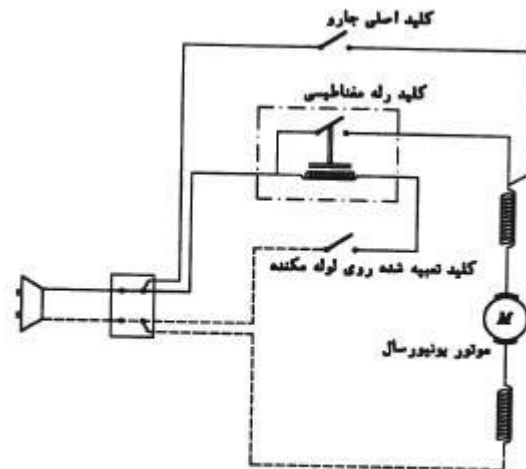 کلید اصلی جارو
کلید رله مغناطیسی
کلید تعبیه شده روی لوله مکنده
M
موتور یونیورسال